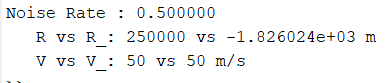 Noise Rate : 0.500000
R vs R_: 250000 vs -1.826024e+03 m
V vs V_: 50 vs 50 m/s